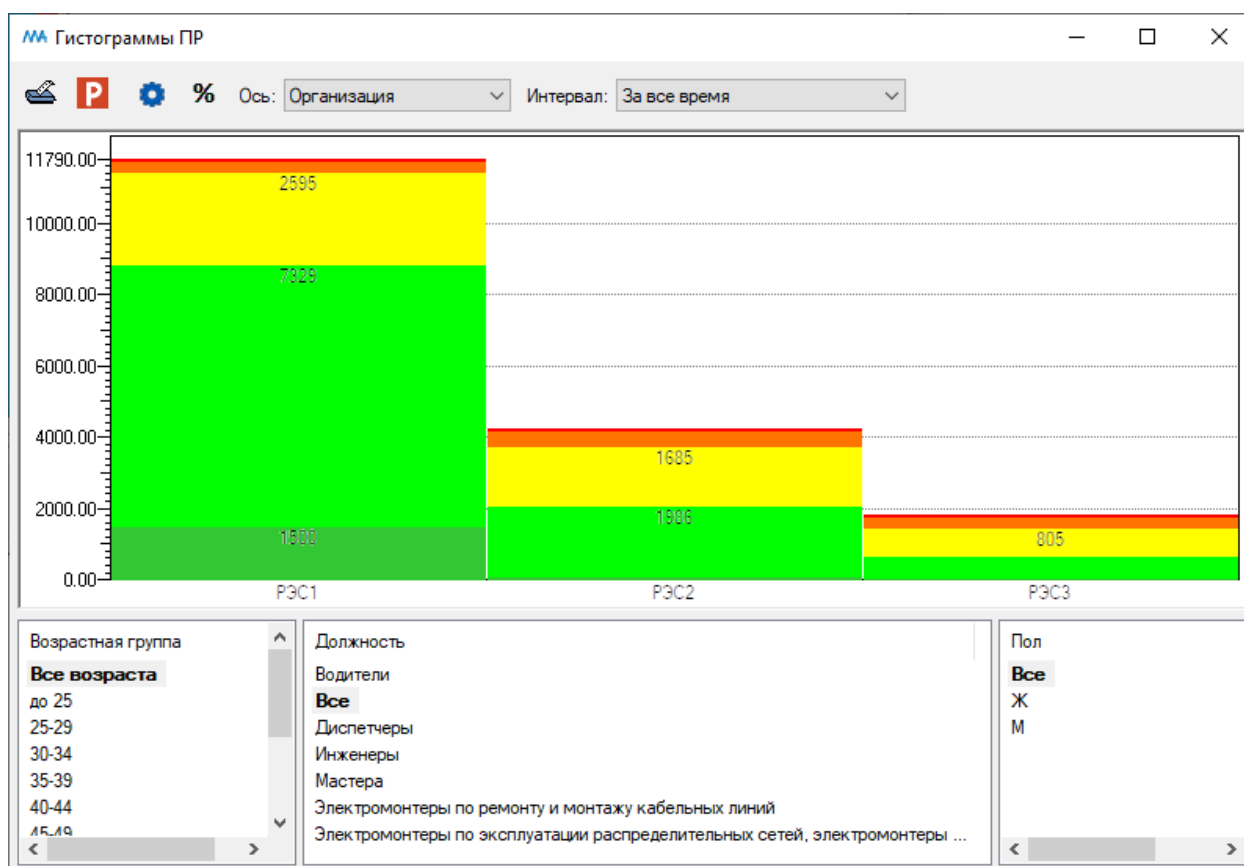 Гистограммы ПР
% Ось: Организация Интервал: За все время
11790.00
2595
10000.00
7329
8000.00
6000.00
4000.00
1685
2000.00
1986
805
0.00
РЭС1 РЭС2 РЭС3
Возрастная группа
Все возраста
до 25
25-29
30-34
35-39
40-44
45-49
Должность
Водители
Все
Диспетчеры
Инженеры
Мастера
Электромонтеры по ремонту и монтажу кабельных линий
Электромонтеры по эксплуатации распределительных сетей, электромонтеры ...
Пол
Все
Ж
М